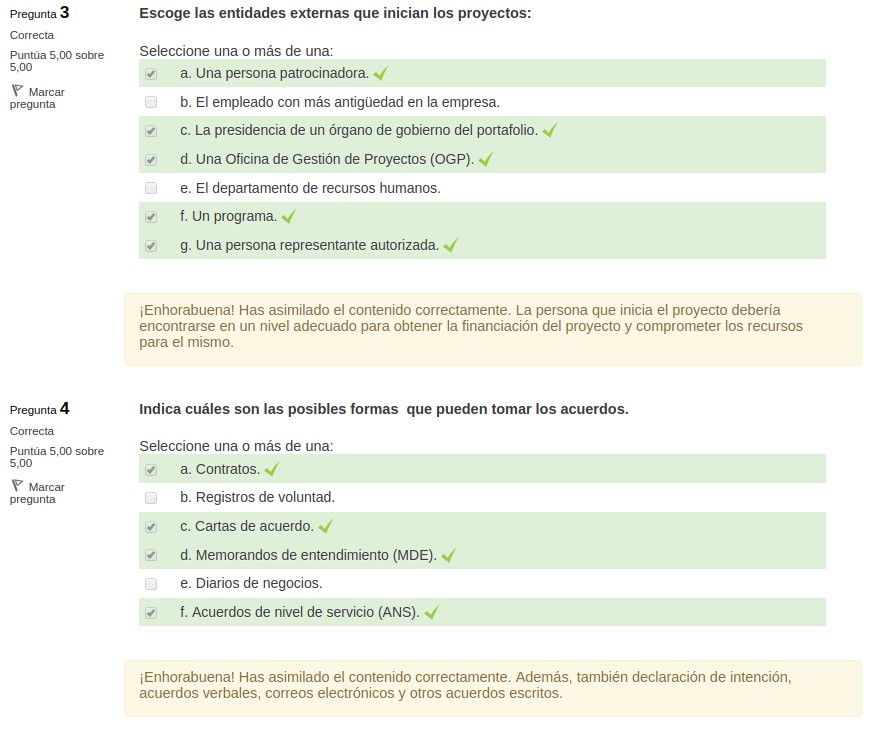 Pregunta 3
Correcta
Puntúa 5,00 sobre
5,00
Marcar
pregunta
Escoge las entidades externas que inician los proyectos:
Seleccione una o más de una:
a. Una persona patrocinadora.
b. El empleado con más antigüedad en la empresa.
c. La presidencia de un órgano de gobierno del portafolio.
d. Una Oficina de Gestión de Proyectos (OGP).
e. El departamento de recursos humanos.
f. Un programa.
g. Una persona representante autorizada.
¡Enhorabuena! Has asimilado el contenido correctamente. La persona que inicia el proyecto debería
encontrarse en un nivel adecuado para obtener la financiación del proyecto y comprometer los recursos
para el mismo.
Pregunta 4
Correcta
Puntúa 5,00 sobre
5,00
Marcar
pregunta
Indica cuáles son las posibles formas  que pueden tomar los acuerdos.
Seleccione una o más de una:
a. Contratos.
b. Registros de voluntad.
c. Cartas de acuerdo.
d. Memorandos de entendimiento (MDE).
e. Diarios de negocios.
f. Acuerdos de nivel de servicio (ANS).
¡Enhorabuena! Has asimilado el contenido correctamente. Además, también declaración de intención,
acuerdos verbales, correos electrónicos y otros acuerdos escritos.